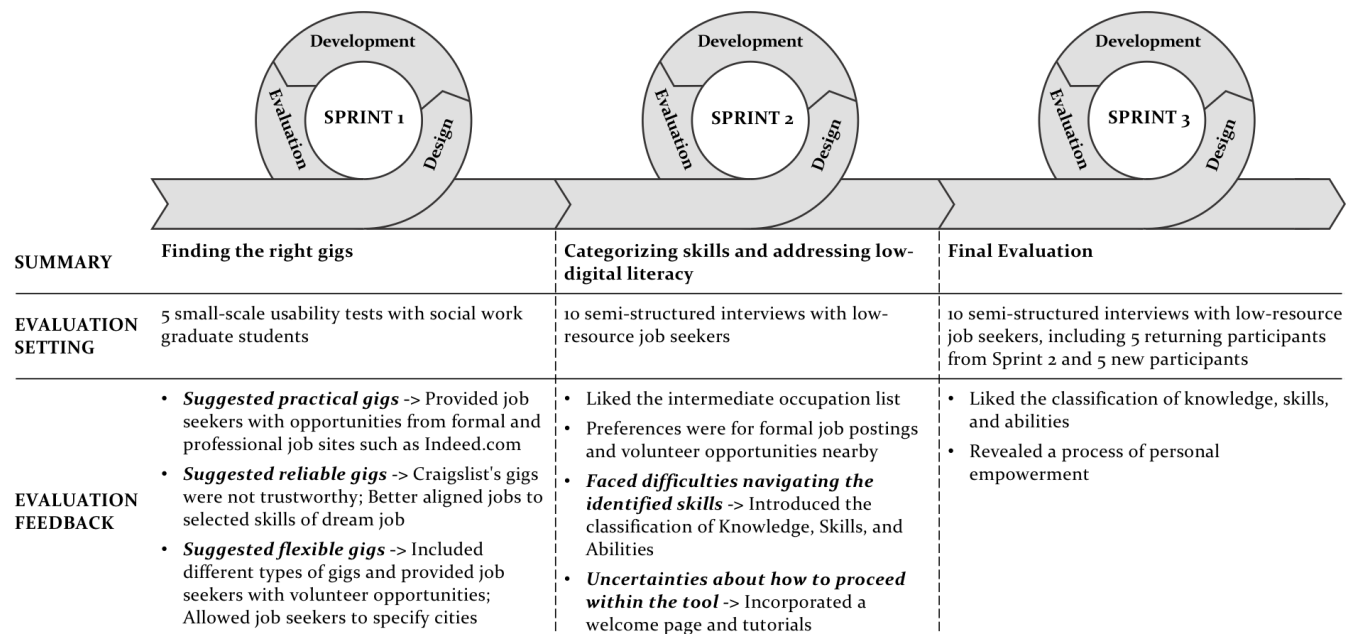 Development
Evaluation
SPRINT 1
Design
Development
Evaluation
SPRINT 2
Design
Development
Evaluation
SPRINT 3
Design
SUMMARY
Finding the right gigs
Categorizing skills and addressing low-
digital literacy
Final Evaluation
EVALUATION
SETTING
5 small-scale usability tests with social work
graduate students
10 semi-structured interviews with low-
resource job seekers
10 semi-structured interviews with low-resource
job seekers, including 5 returning participants
from Sprint 2 and 5 new participants
EVALUATION
FEEDBACK
• Suggested practical gigs -> Provided job
seekers with opportunities from formal and
professional job sites such as Indeed.com
• Suggested reliable gigs -> Craigslist's gigs
were not trustworthy; Better aligned jobs to
selected skills of dream job
• Suggested flexible gigs -> Included
different types of gigs and provided job
seekers with volunteer opportunities;
Allowed job seekers to specify cities
• Liked the intermediate occupation list
• Preferences were for formal job postings
and volunteer opportunities nearby
• Faced difficulties navigating the
identified skills -> Introduced the
classification of Knowledge, Skills, and
Abilities
• Uncertainties about how to proceed
within the tool -> Incorporated a
welcome page and tutorials
• Liked the classification of knowledge, skills,
and abilities
• Revealed a process of personal
empowerment